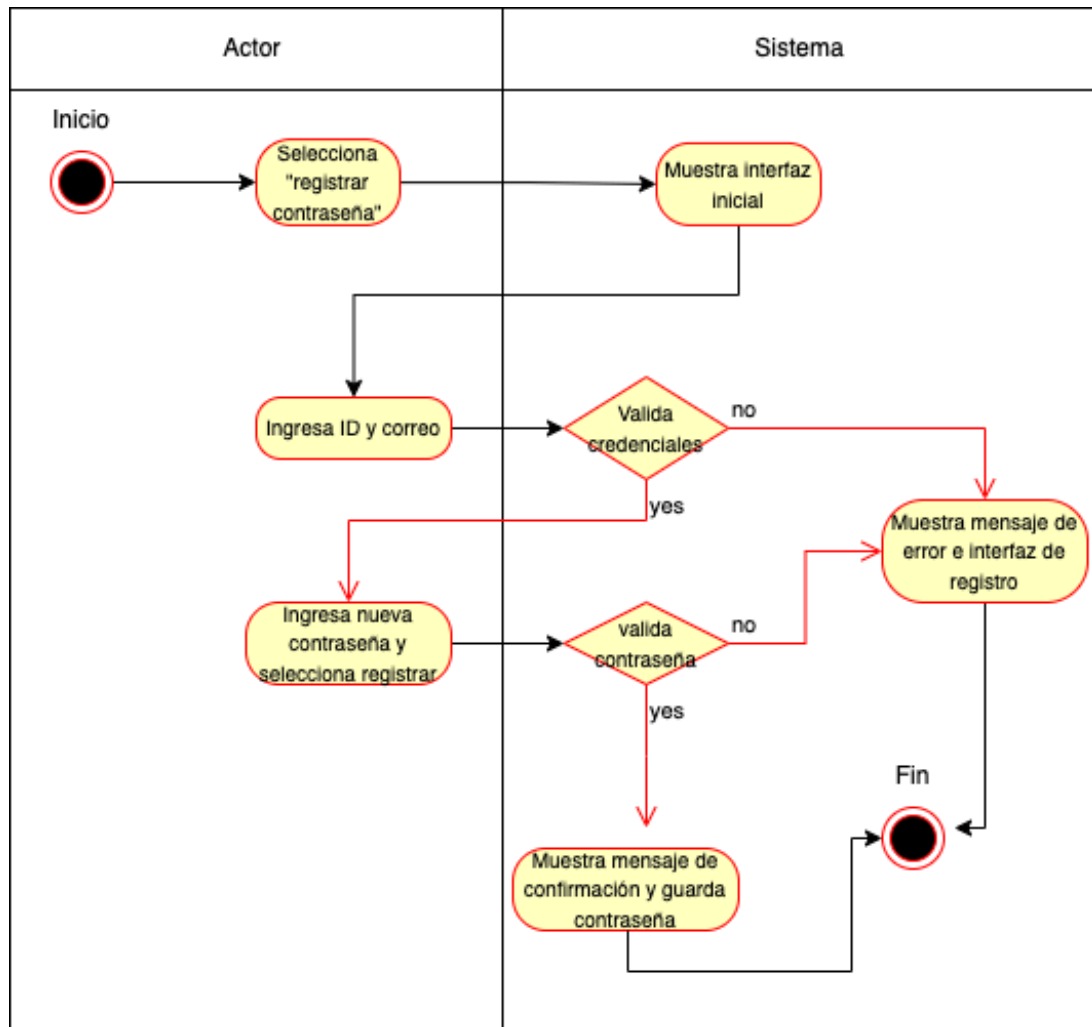 Actor
Sistema
Inicio
Selecciona
"registrar
contraseña"
Muestra interfaz
inicial
Ingresa ID y correo
Valida
credenciales
no
yes
Muestra mensaje de
error e interfaz de
registro
Ingresa nueva
contraseña y
selecciona registrar
valida
contraseña
no
yes
Fin
Muestra mensaje de
confirmación y guarda
contraseña